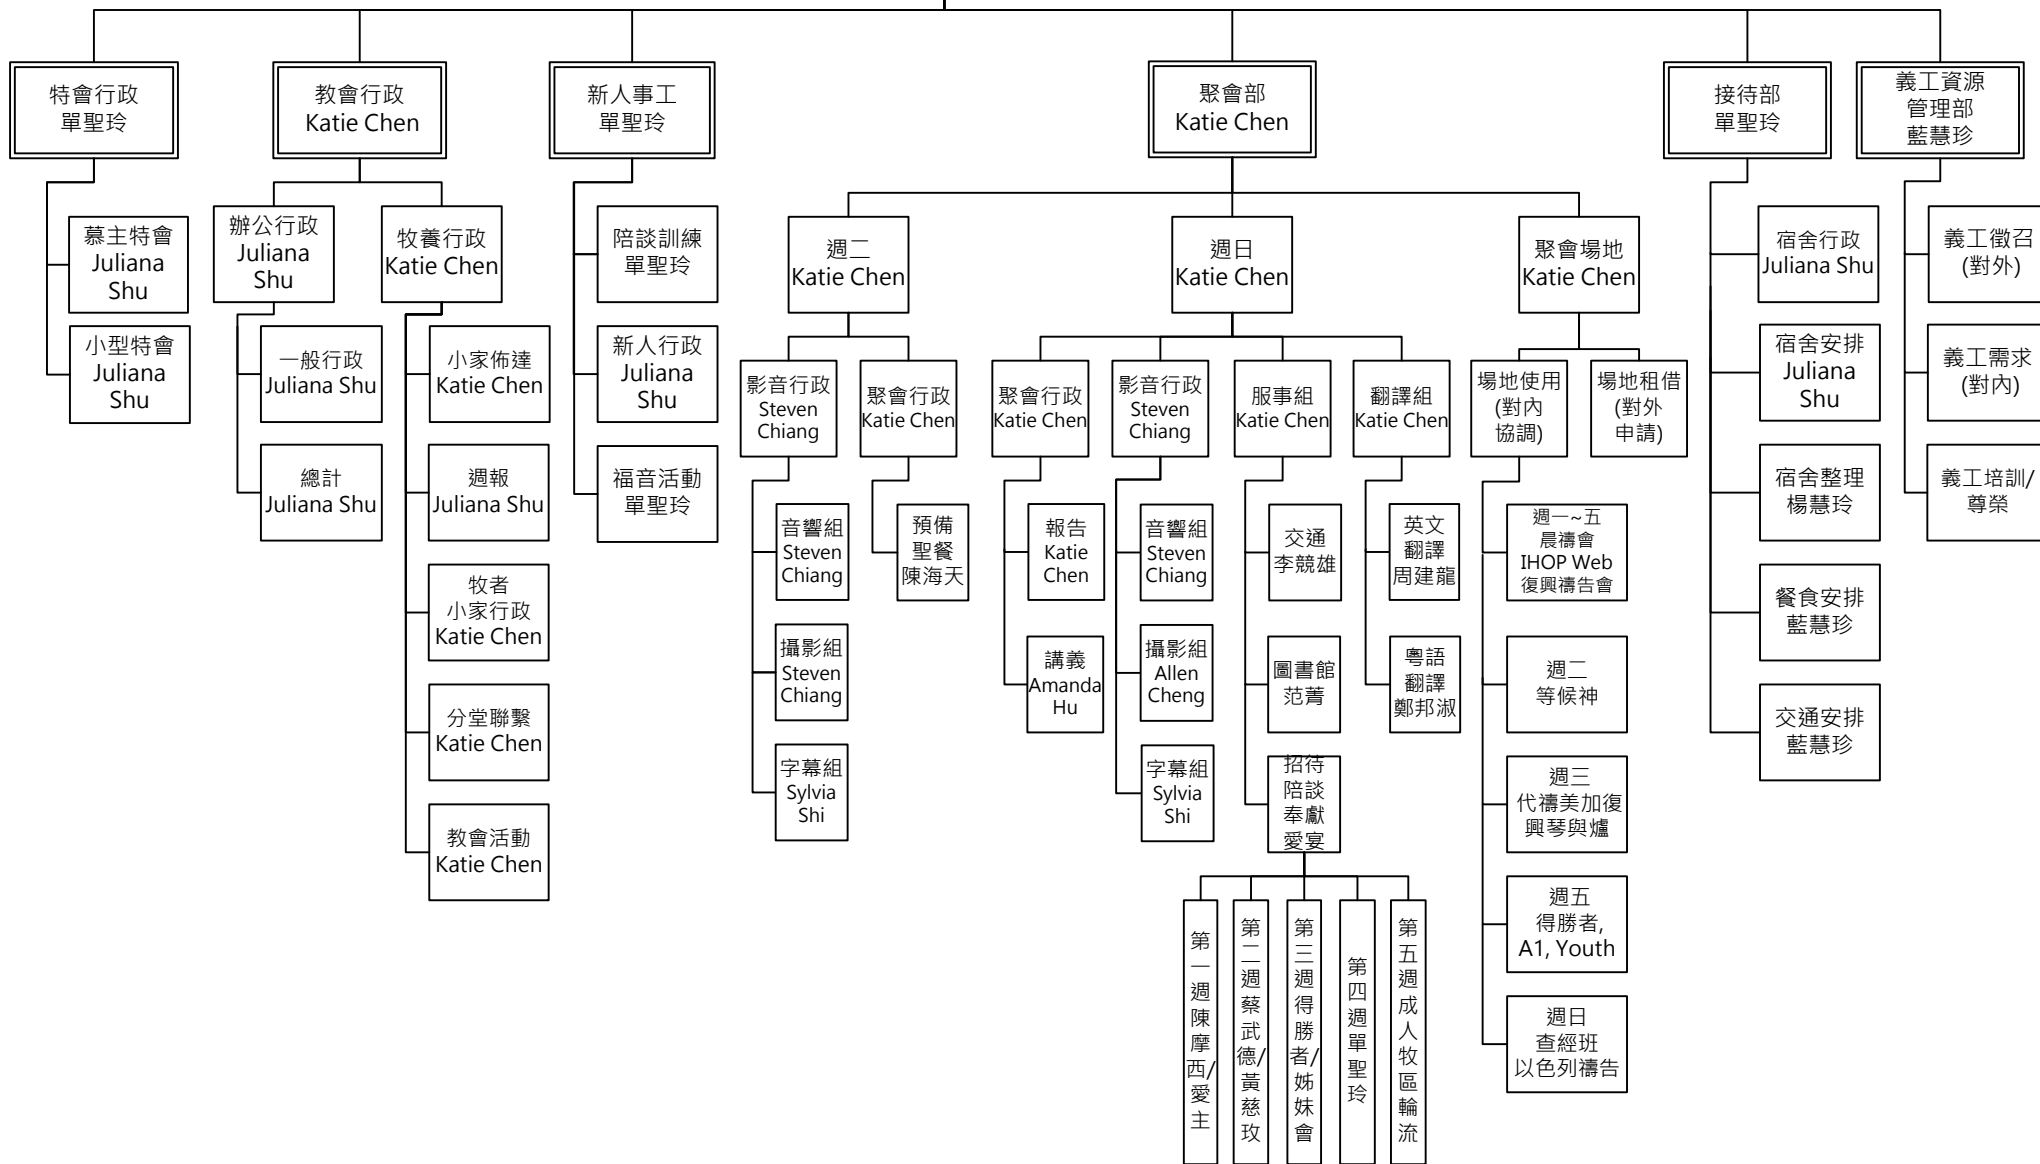 特會行政
單聖玲
教會行政
Katie Chen
新人事工
單聖玲
聚會部
Katie Chen
接待部
單聖玲
義工資源
管理部
藍慧珍
慕主特會
Juliana
Shu
小型特會
Juliana
Shu
辦公行政
Juliana
Shu
一般行政
Juliana Shu
總計
Juliana Shu
牧養行政
Katie Chen
小家佈達
Katie Chen
週報
Juliana Shu
牧者
小家行政
Katie Chen
分堂聯繫
Katie Chen
教會活動
Katie Chen
陪談訓練
單聖玲
新人行政
Juliana
Shu
福音活動
單聖玲
週二
Katie Chen
影音行政
Steven
Chiang
音響組
Steven
Chiang
攝影組
Steven
Chiang
字幕組
Sylvia
Shi
聚會行政
Katie Chen
預備
聖餐
陳海天
週日
Katie Chen
聚會行政
Katie Chen
報告
Katie
Chen
講義
Amanda
Hu
影音行政
Steven
Chiang
音響組
Steven
Chiang
攝影組
Allen
Cheng
字幕組
Sylvia
Shi
服事組
Katie Chen
交通
李競雄
圖書館
范菁
招待
陪談
奉獻
愛宴
第一週陳摩西/愛主
第二週蔡武德/黃慈玫
第三週得勝者/姊妹會
第四週單聖玲
第五週成人牧區輪流
翻譯組
Katie Chen
英文
翻譯
周建龍
粵語
翻譯
鄭邦淑
聚會場地
Katie Chen
場地使用
(對內
協調)
週一~五
晨禱會
IHOP Web
復興禱告會
週二
等候神
週三
代禱美加復
興琴與爐
週五
得勝者,
A1, Youth
週日
查經班
以色列禱告
場地租借
(對外
申請)
宿舍行政
Juliana Shu
宿舍安排
Juliana
Shu
宿舍整理
楊慧玲
餐食安排
藍慧珍
交通安排
藍慧珍
義工徵召
(對外)
義工需求
(對內)
義工培訓/
尊榮